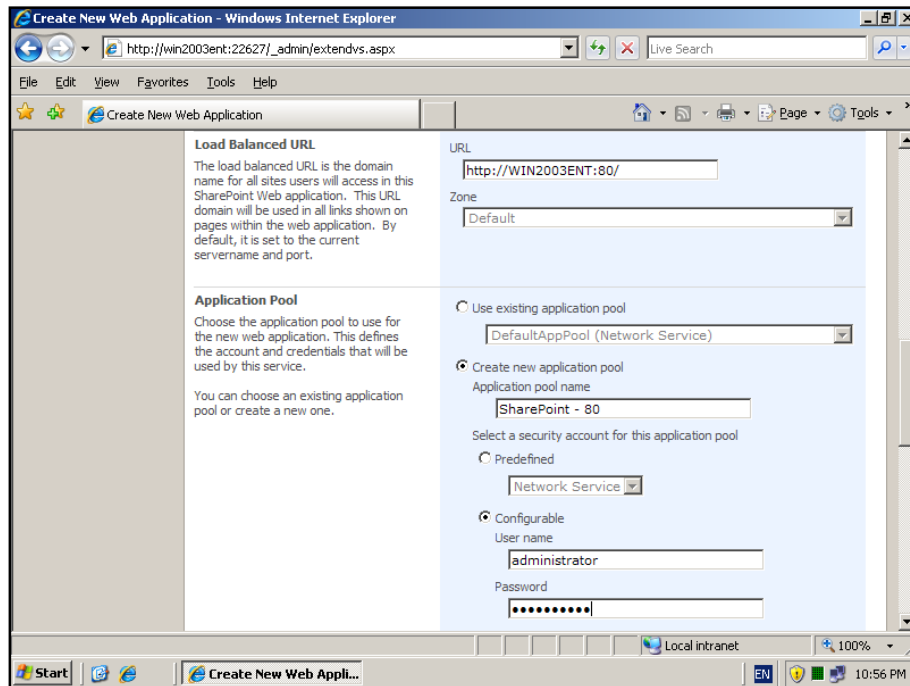 Create New Web Application - Windows Internet Explorer
http://win2003ent:22627/_admin/extendvs.aspx
Live Search
File Edit View Favorites Tools Help
Create New Web Application
Page Tools
Load Balanced URL
The load balanced URL is the domain
name for all sites users will access in this
SharePoint Web application. This URL
domain will be used in all links shown on
pages within the web application. By
default, it is set to the current
servername and port.
URL
http://WIN2003ENT:80/
Zone
Default
Application Pool
Choose the application pool to use for
the new web application. This defines
the account and credentials that will be
used by this service.
You can choose an existing application
pool or create a new one.
Use existing application pool
DefaultAppPool (Network Service)
Create new application pool
Application pool name
SharePoint - 80
Select a security account for this application pool
Predefined
Network Service
Configurable
User name
administrator
Password
••••••••••
Local intranet
100%
Start
Create New Web Appli...
EN
10:56 PM